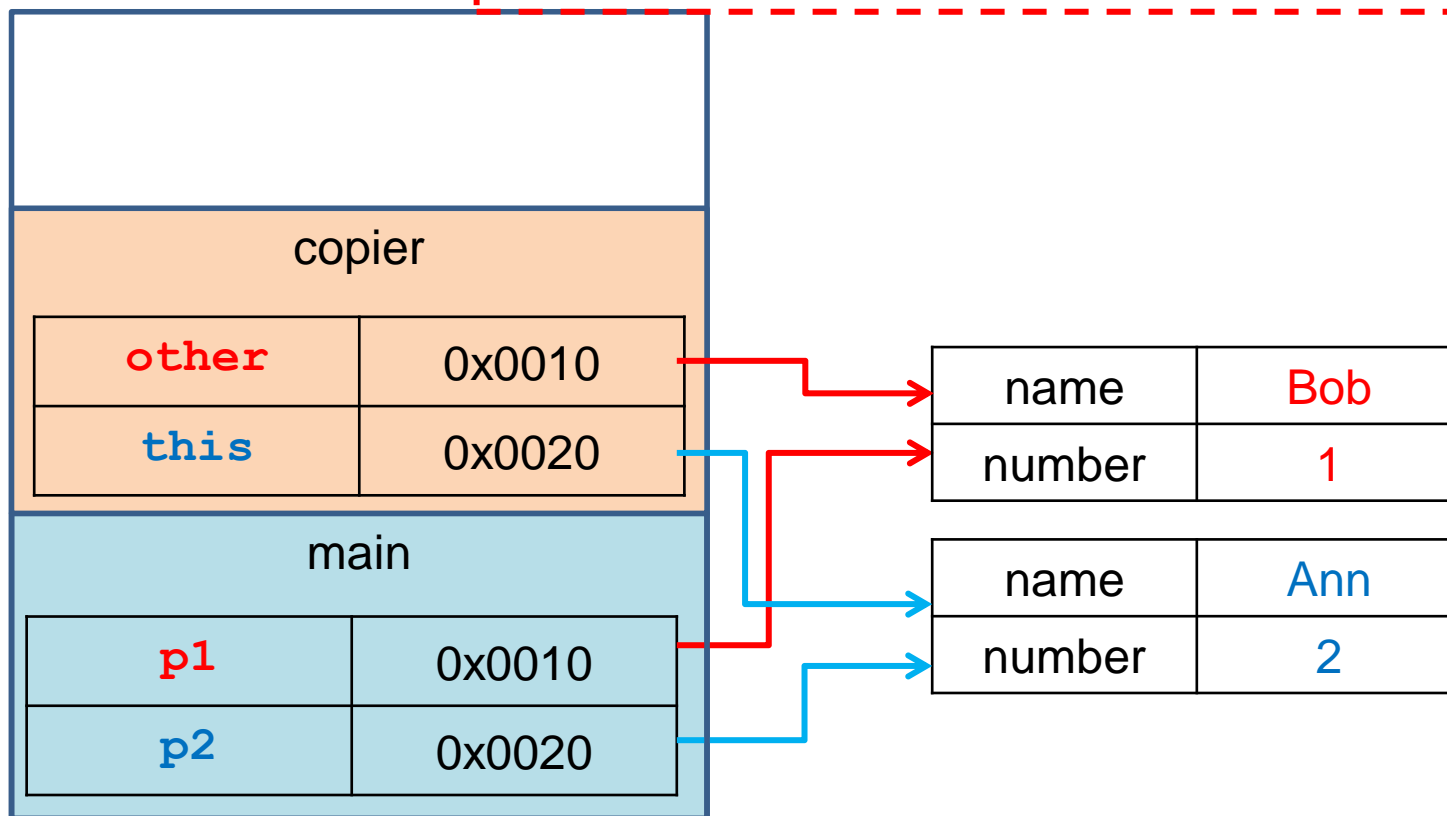 copier
other 0x0010
this 0x0020
main
p1 0x0010
p2 0x0020
name Bob
number 1
name Ann
number 2